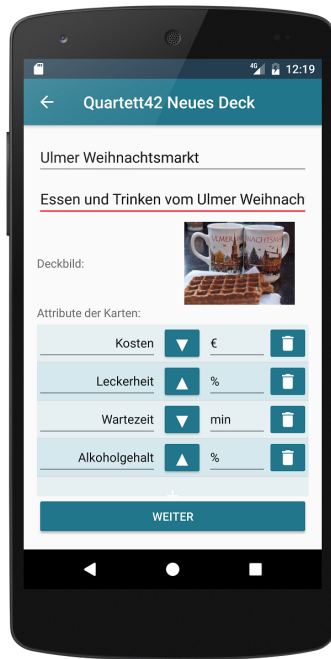 4G 12:19
Quartett42 Neues Deck
Ulmer Weihnachtsmarkt
Essen und Trinken vom Ulmer Weihnach
Deckbild:
Attribute der Karten:
Kosten ▼ €
Leckerheit ▲ %
Wartezeit ▼ min
Alkoholgehalt ▲ %
+
WEITER